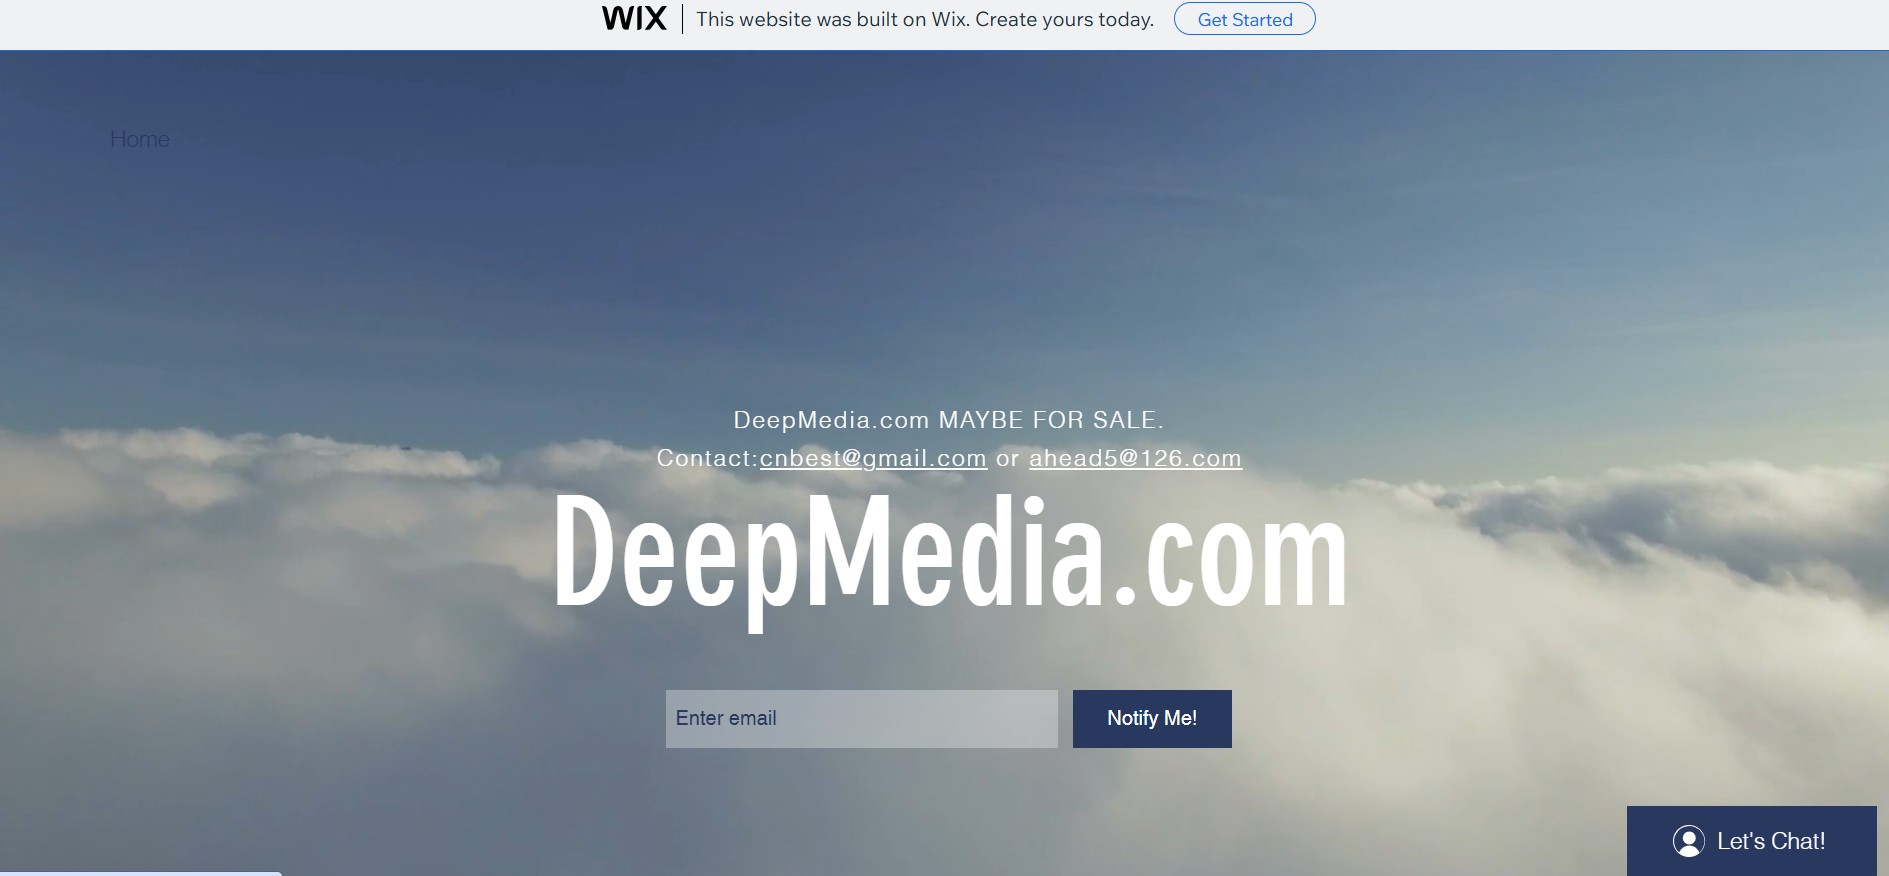 WIX | This website was built on Wix. Create yours today. Get Started
Home
DeepMedia.com MAYBE FOR SALE.
Contact:cnbest@gmail.com or ahead5@126.com
DeepMedia.com
Enter email Notify Me!
Let's Chat!